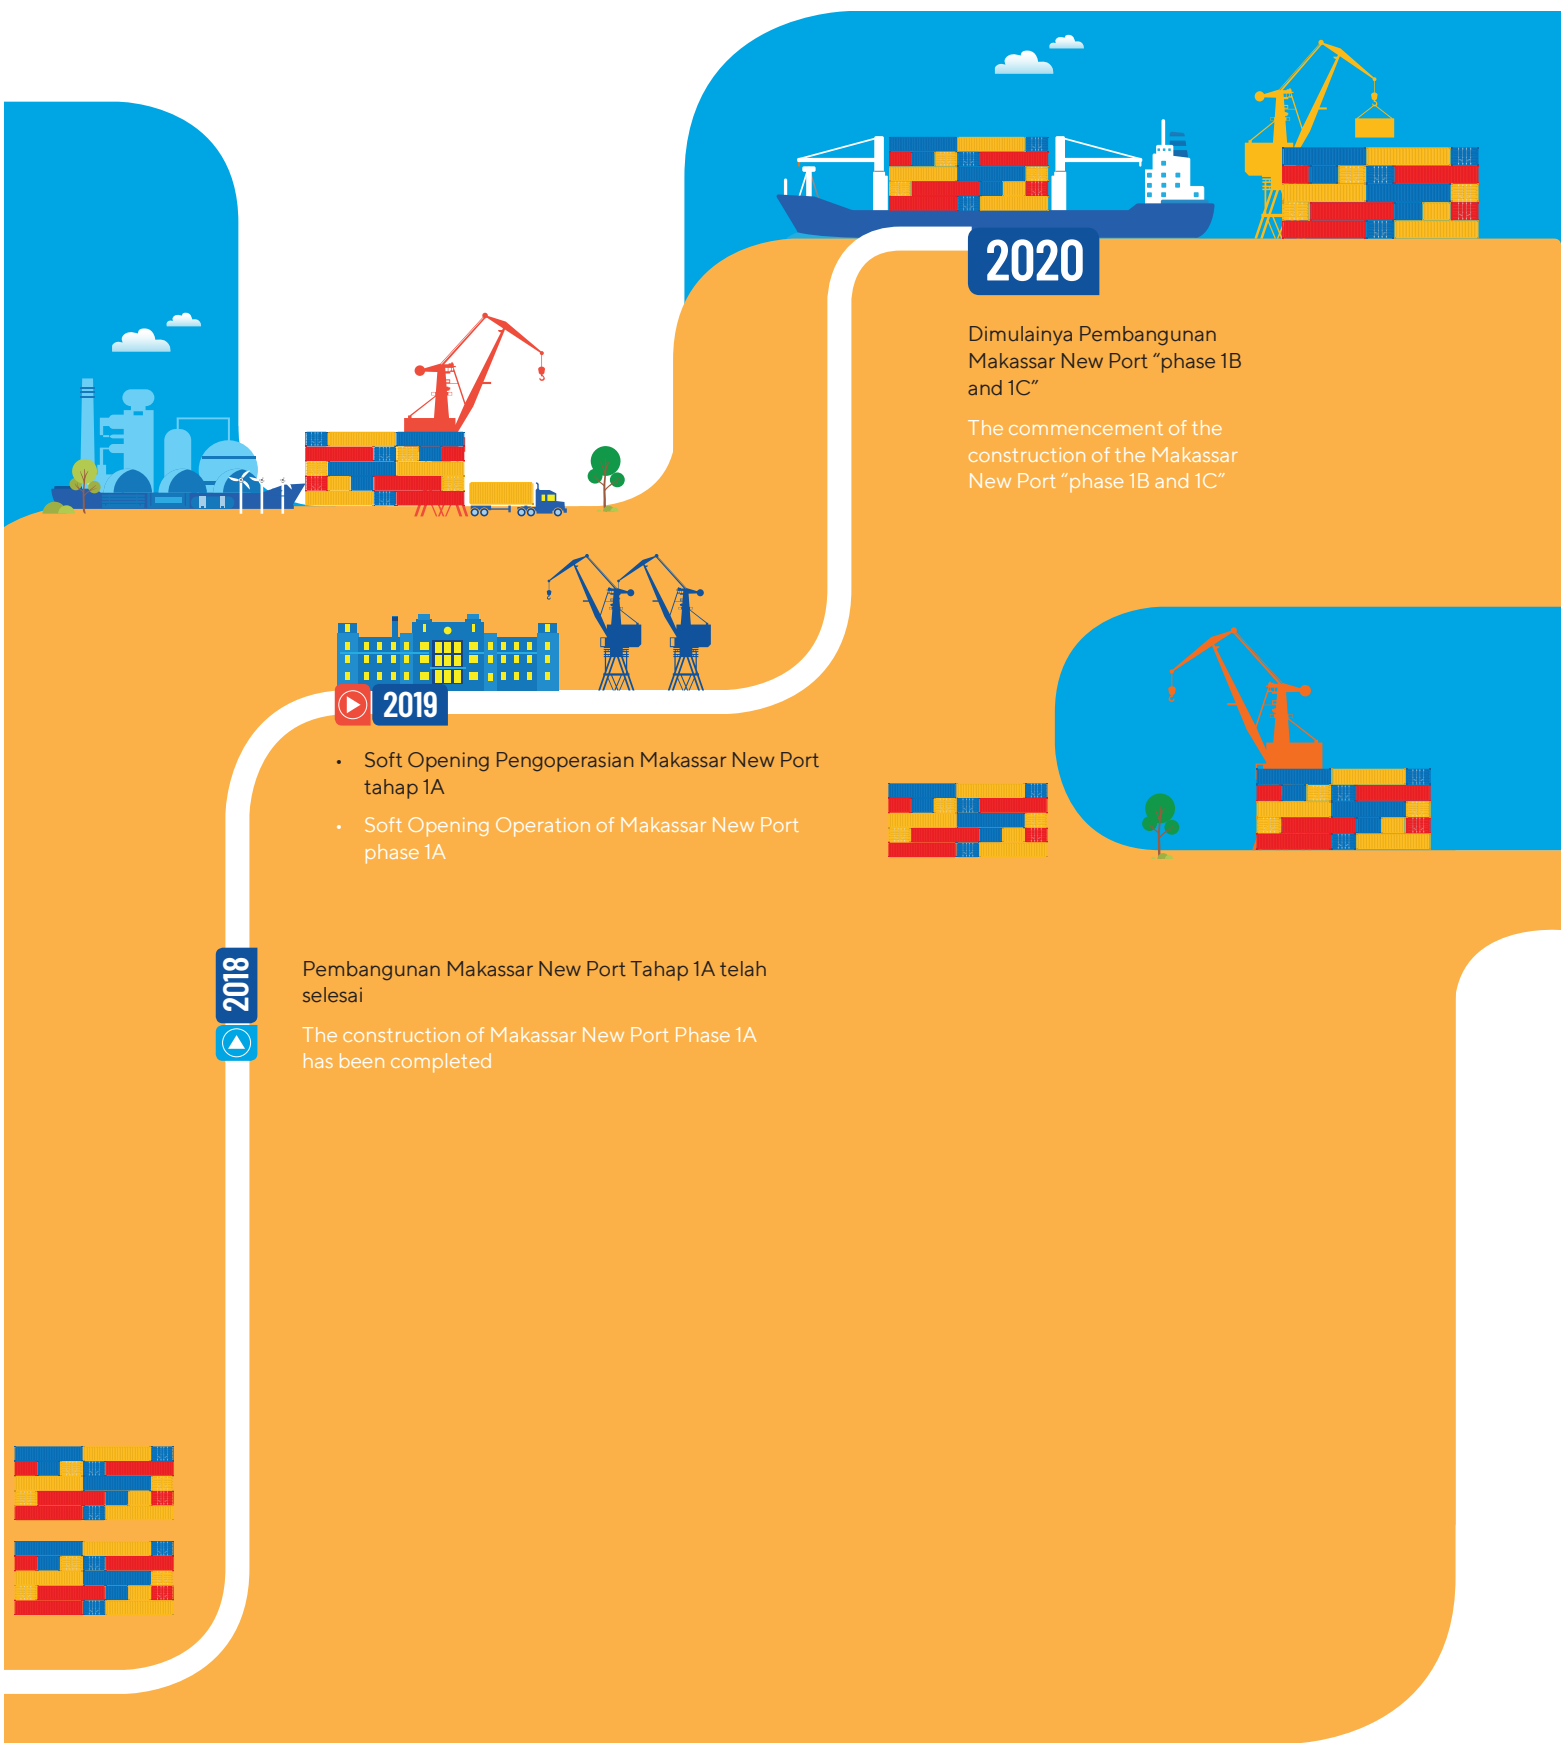 2020
Dimulainya Pembangunan
Makassar New Port “phase 1B
and 1C”
The commencement of the
construction of the Makassar
New Port “phase 1B and 1C”
2019
• Soft Opening Pengoperasian Makassar New Port
tahap 1A
• Soft Opening Operation of Makassar New Port
phase 1A
2018
Pembangunan Makassar New Port Tahap 1A telah
selesai
The construction of Makassar New Port Phase 1A
has been completed